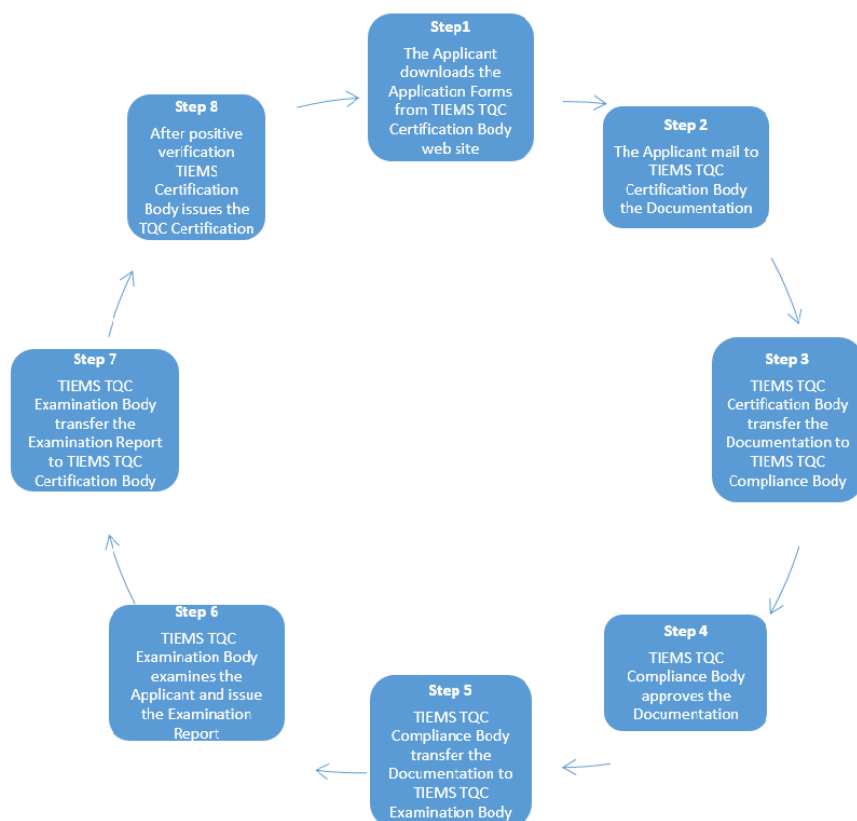 Step1
The Applicant
downloads the
Application Forms
from TIEMS TQC
Certification Body
web site
Step 2
The Applicant mail to
TIEMS TQC
Certification Body
the Documentation
Step 3
TIEMS TQC
Certification Body
transfer the
Documentation to
TIEMS TQC
Compliance Body
Step 4
TIEMS TQC
Compliance Body
approves the
Documentation
Step 5
TIEMS TQC
Compliance Body
transfer the
Documentation to
TIEMS TQC
Examination Body
Step 6
TIEMS TQC
Examination Body
examines the
Applicant and issue
the Examination
Report
Step 7
TIEMS TQC
Examination Body
transfer the
Examination Report
to TIEMS TQC
Certification Body
Step 8
After positive
verification
TIEMS
Certification
Body issues the
TQC Certification